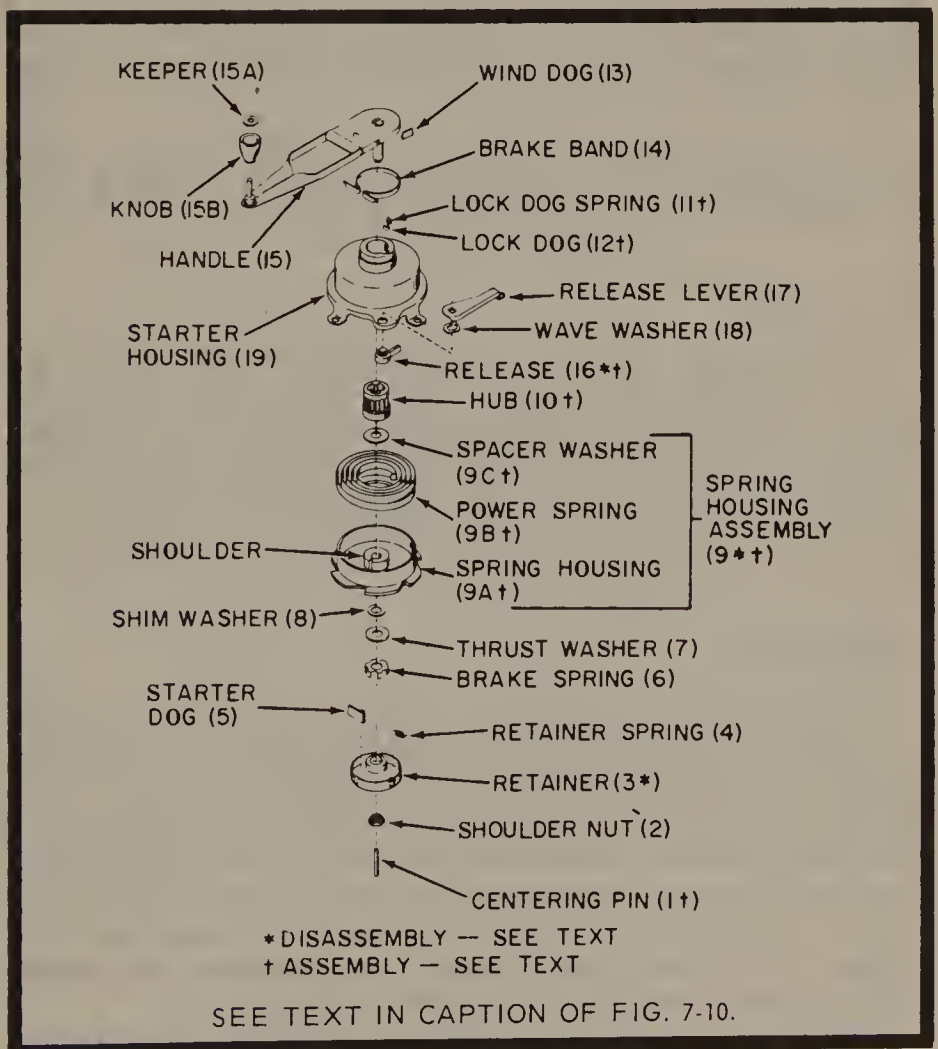 KEEPER (15A)
WIND DOG (13)
BRAKE BAND (14)
KNOB (15B)
LOCK DOG SPRING (11†)
LOCK DOG (12†)
HANDLE (15)
RELEASE LEVER (17)
STARTER
HOUSING (19)
WAVE WASHER (18)
RELEASE (16*†)
HUB (10†)
SPACER WASHER
(9C†)
POWER SPRING
(9B†)
SPRING
HOUSING
ASSEMBLY
(9*†)
SHOULDER
SPRING HOUSING
(9A†)
SHIM WASHER (8)
THRUST WASHER (7)
BRAKE SPRING (6)
STARTER
DOG (5)
RETAINER SPRING (4)
RETAINER (3*)
SHOULDER NUT (2)
CENTERING PIN (1†)
* DISASSEMBLY — SEE TEXT
† ASSEMBLY — SEE TEXT
SEE TEXT IN CAPTION OF FIG. 7-10.